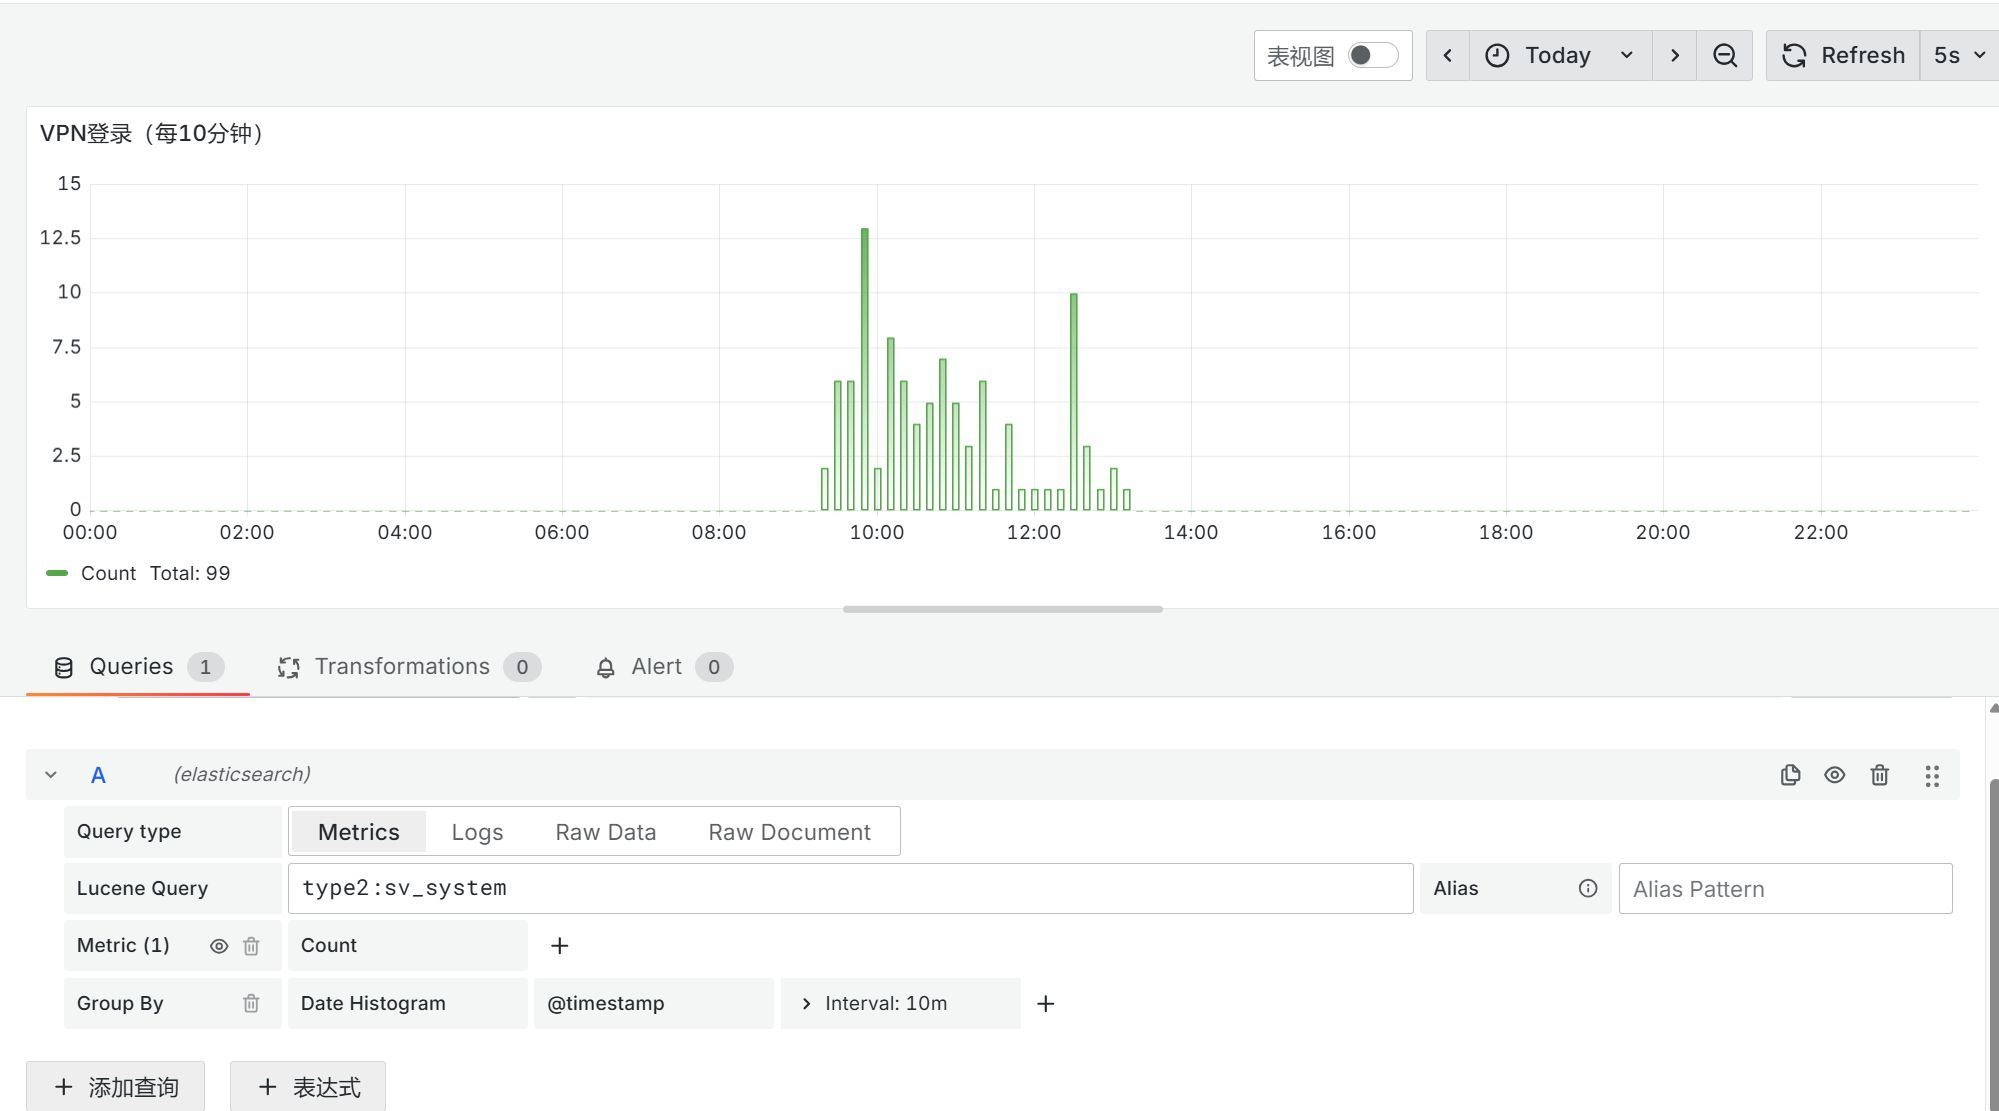 表视图 Today Refresh 5s
VPN登录（每10分钟）
15
12.5
10
7.5
5
2.5
0
00:00 02:00 04:00 06:00 08:00 10:00 12:00 14:00 16:00 18:00 20:00 22:00
Count Total: 99
Queries 1 Transformations 0 Alert 0
A (elasticsearch)
Query type Metrics Logs Raw Data Raw Document
Lucene Query type2:sv_system Alias Alias Pattern
Metric (1) Count +
Group By Date Histogram @timestamp > Interval: 10m +
+ 添加查询 + 表达式